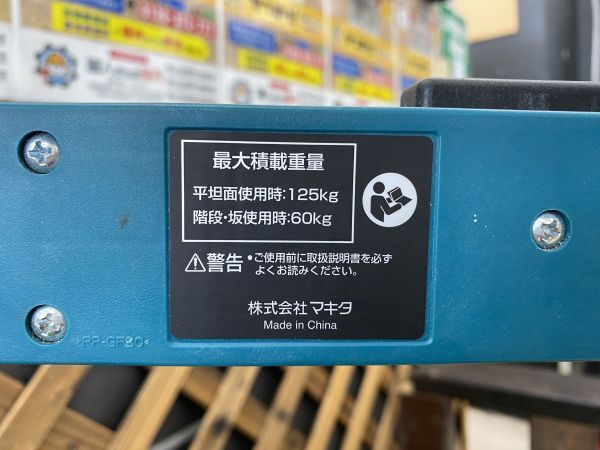 最大積載重量
平坦面使用時:125kg
階段・坂使用時:60kg
⚠警告 •ご使用前に取扱説明書を必ず
よくお読みください。
株式会社 マキタ
Made in China
>PP-GF30<